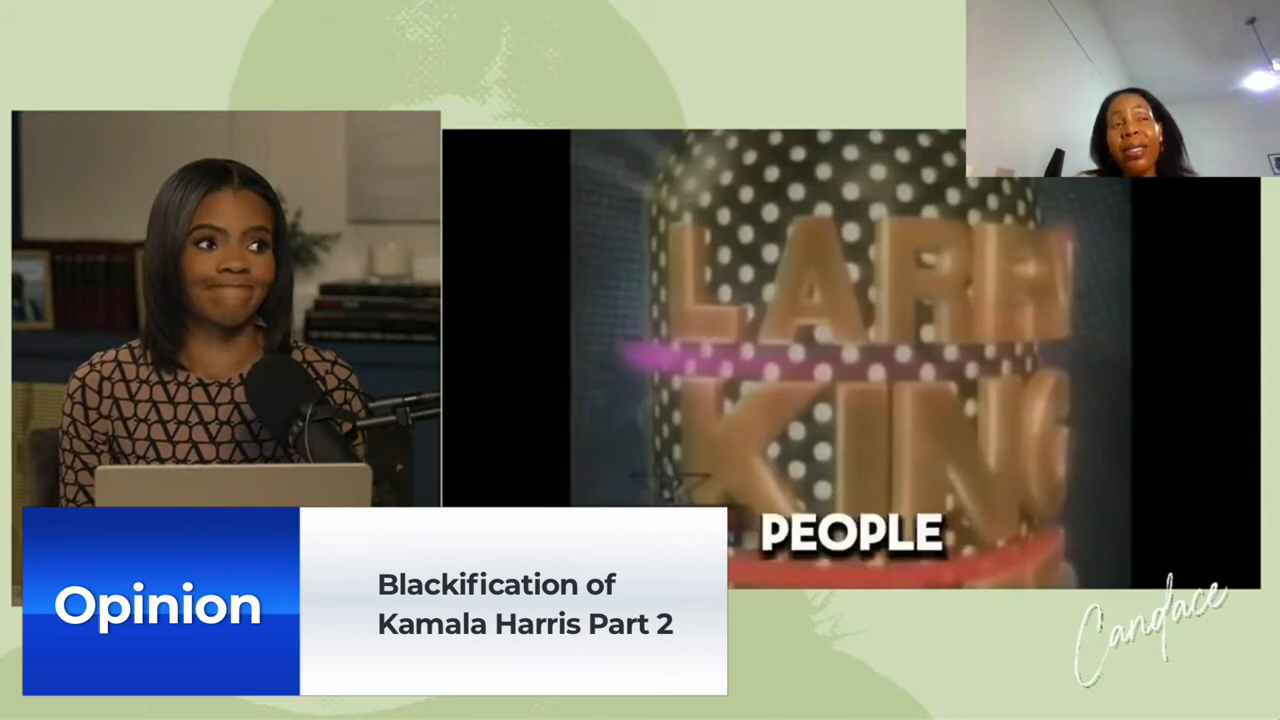 LARRY
KING
PEOPLE
Opinion
Blackification of
Kamala Harris Part 2
Candace